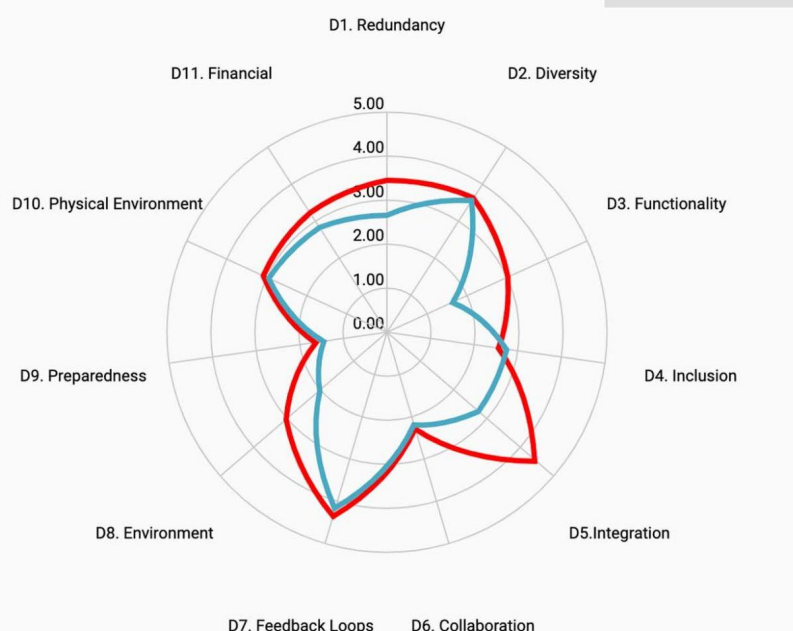 D1. Redundancy
D11. Financial
D2. Diversity
5.00
4.00
3.00
D10. Physical Environment
D3. Functionality
2.00
1.00
0.00
D9. Preparedness
D4. Inclusion
D8. Environment
D5.Integration
D7. Feedback Loops
D6. Collaboration